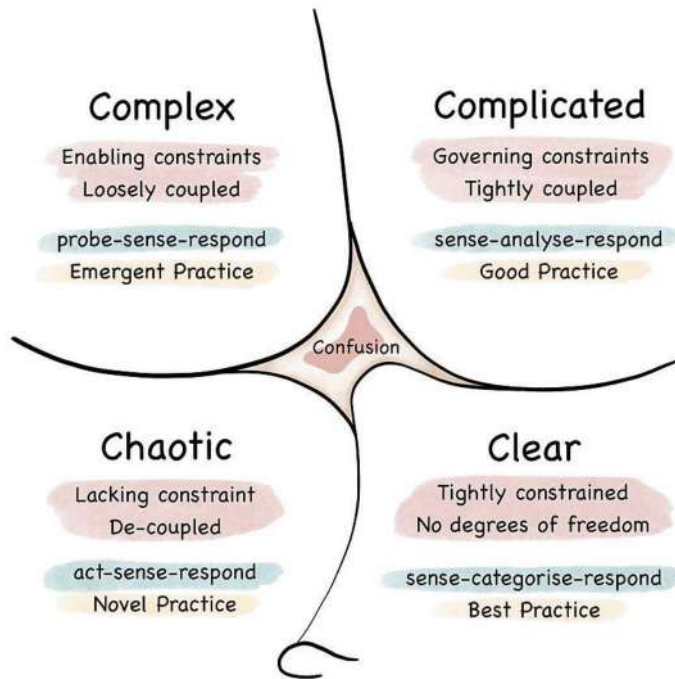 Complex
Enabling constraints
Loosely coupled
probe-sense-respond
Emergent Practice
Complicated
Governing constraints
Tightly coupled
sense-analyse-respond
Good Practice
Confusion
Chaotic
Lacking constraint
De-coupled
act-sense-respond
Novel Practice
Clear
Tightly constrained
No degrees of freedom
sense-categorise-respond
Best Practice